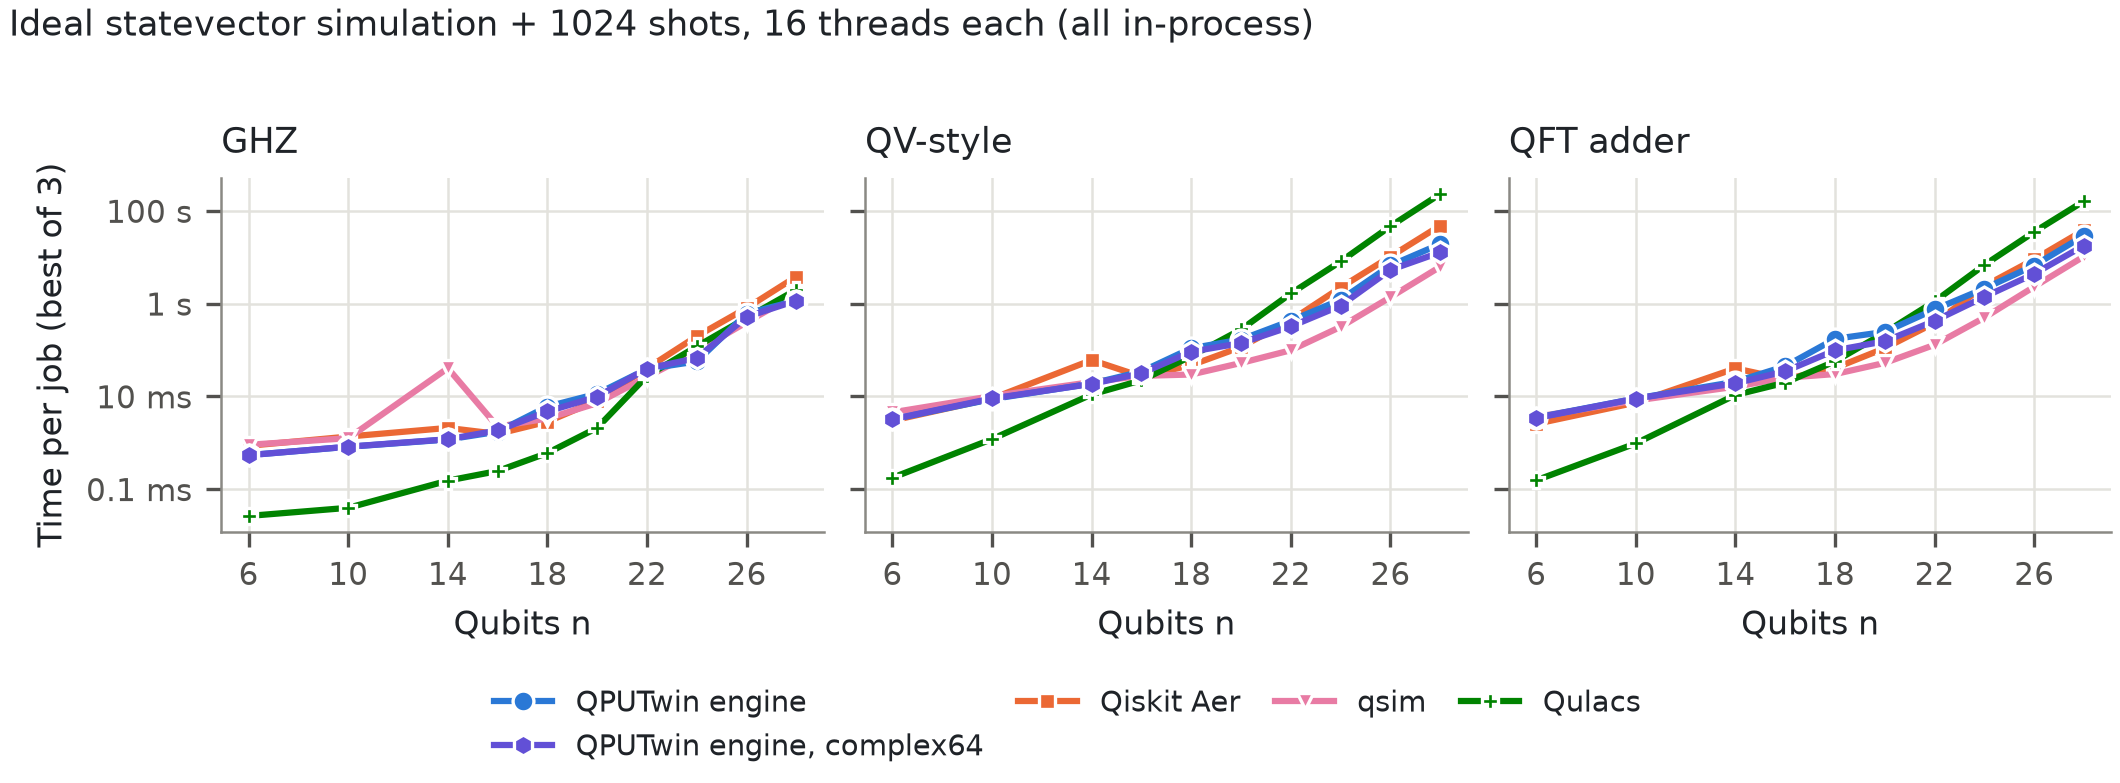 Ideal statevector simulation + 1024 shots, 16 threads each (all in-process)
GHZ
QV-style
QFT adder
Time per job (best of 3)
100 s
1 s
10 ms
0.1 ms
6 10 14 18 22 26
6 10 14 18 22 26
6 10 14 18 22 26
Qubits n
Qubits n
Qubits n
QPUTwin engine
Qiskit Aer
qsim
Qulacs
QPUTwin engine, complex64